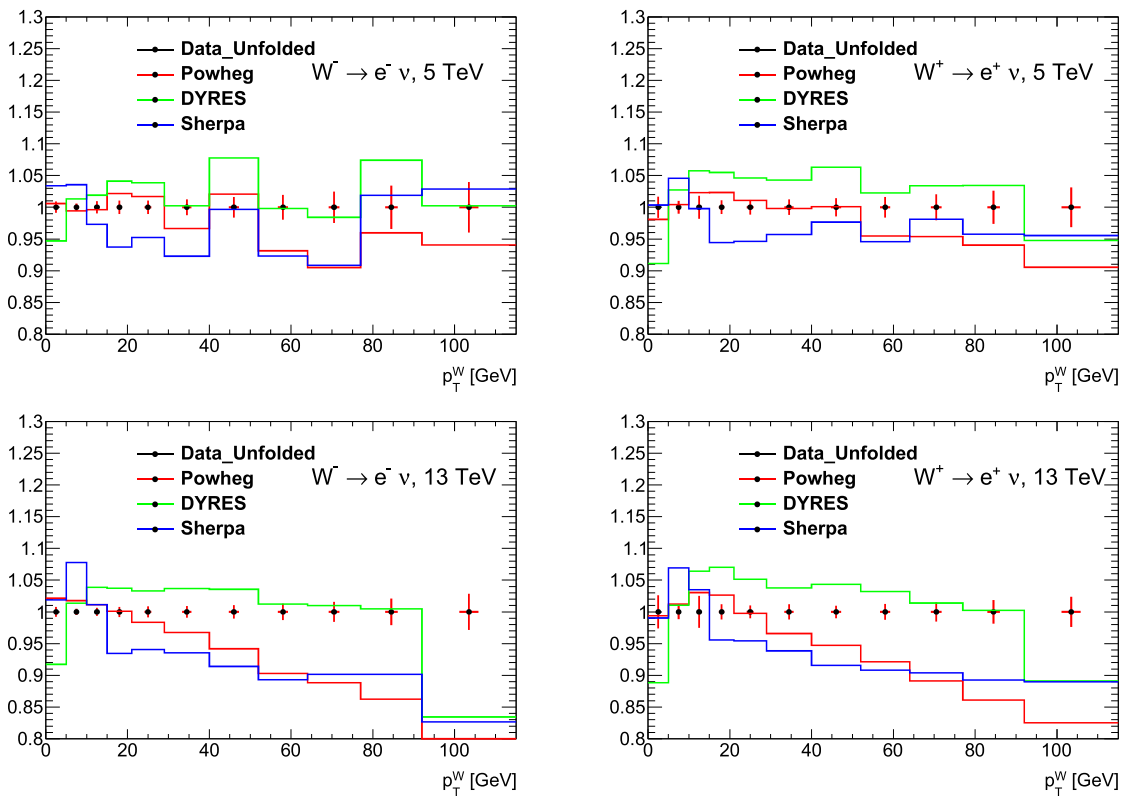 1.3
1.25
1.2
1.15
1.1
1.05
1
0.95
0.9
0.85
0.8
Data_Unfolded
Powheg
DYRES
Sherpa
W⁻ → e⁻ ν, 5 TeV
0 20 40 60 80 100
p_T^W [GeV]
1.3
1.25
1.2
1.15
1.1
1.05
1
0.95
0.9
0.85
0.8
Data_Unfolded
Powheg
DYRES
Sherpa
W⁺ → e⁺ ν, 5 TeV
0 20 40 60 80 100
p_T^W [GeV]
1.3
1.25
1.2
1.15
1.1
1.05
1
0.95
0.9
0.85
0.8
Data_Unfolded
Powheg
DYRES
Sherpa
W⁻ → e⁻ ν, 13 TeV
0 20 40 60 80 100
p_T^W [GeV]
1.3
1.25
1.2
1.15
1.1
1.05
1
0.95
0.9
0.85
0.8
Data_Unfolded
Powheg
DYRES
Sherpa
W⁺ → e⁺ ν, 13 TeV
0 20 40 60 80 100
p_T^W [GeV]